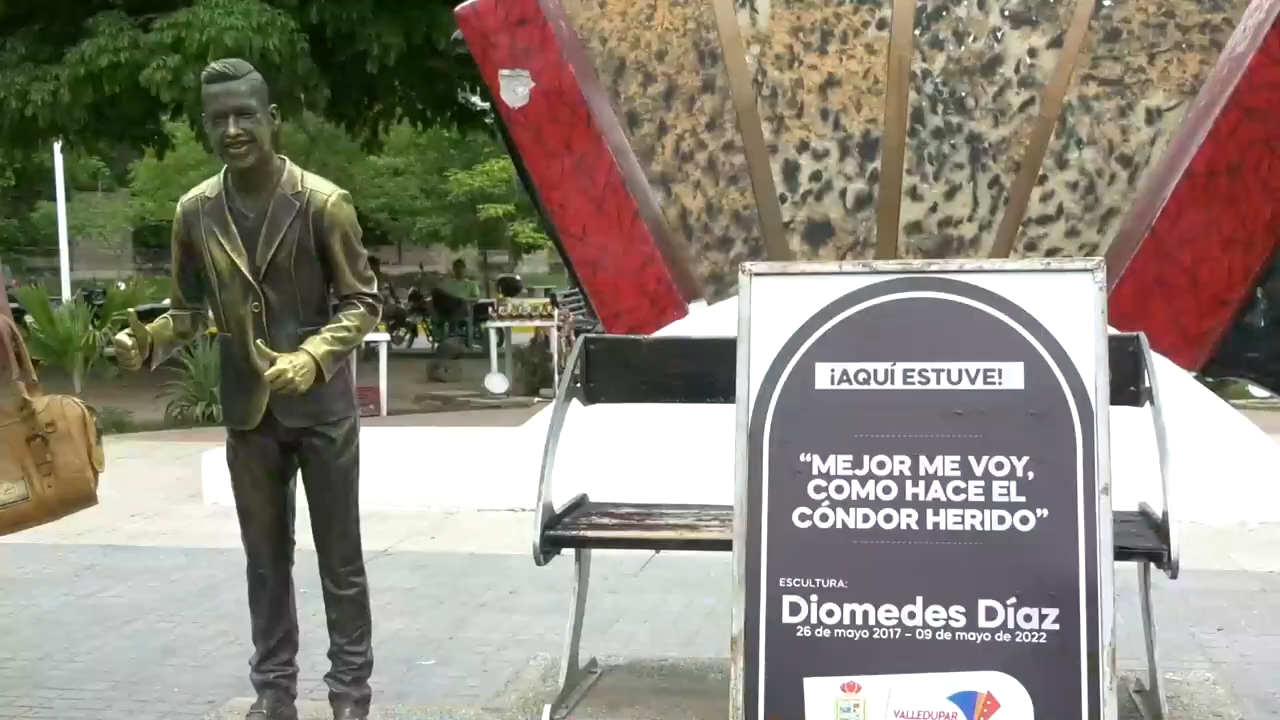 ¡AQUÍ ESTUVE!
“MEJOR ME VOY,
COMO HACE EL
CÓNDOR HERIDO”
ESCULTURA:
Diomedes Díaz
26 de mayo 2017 - 09 de mayo de 2022
VALLEDUPAR